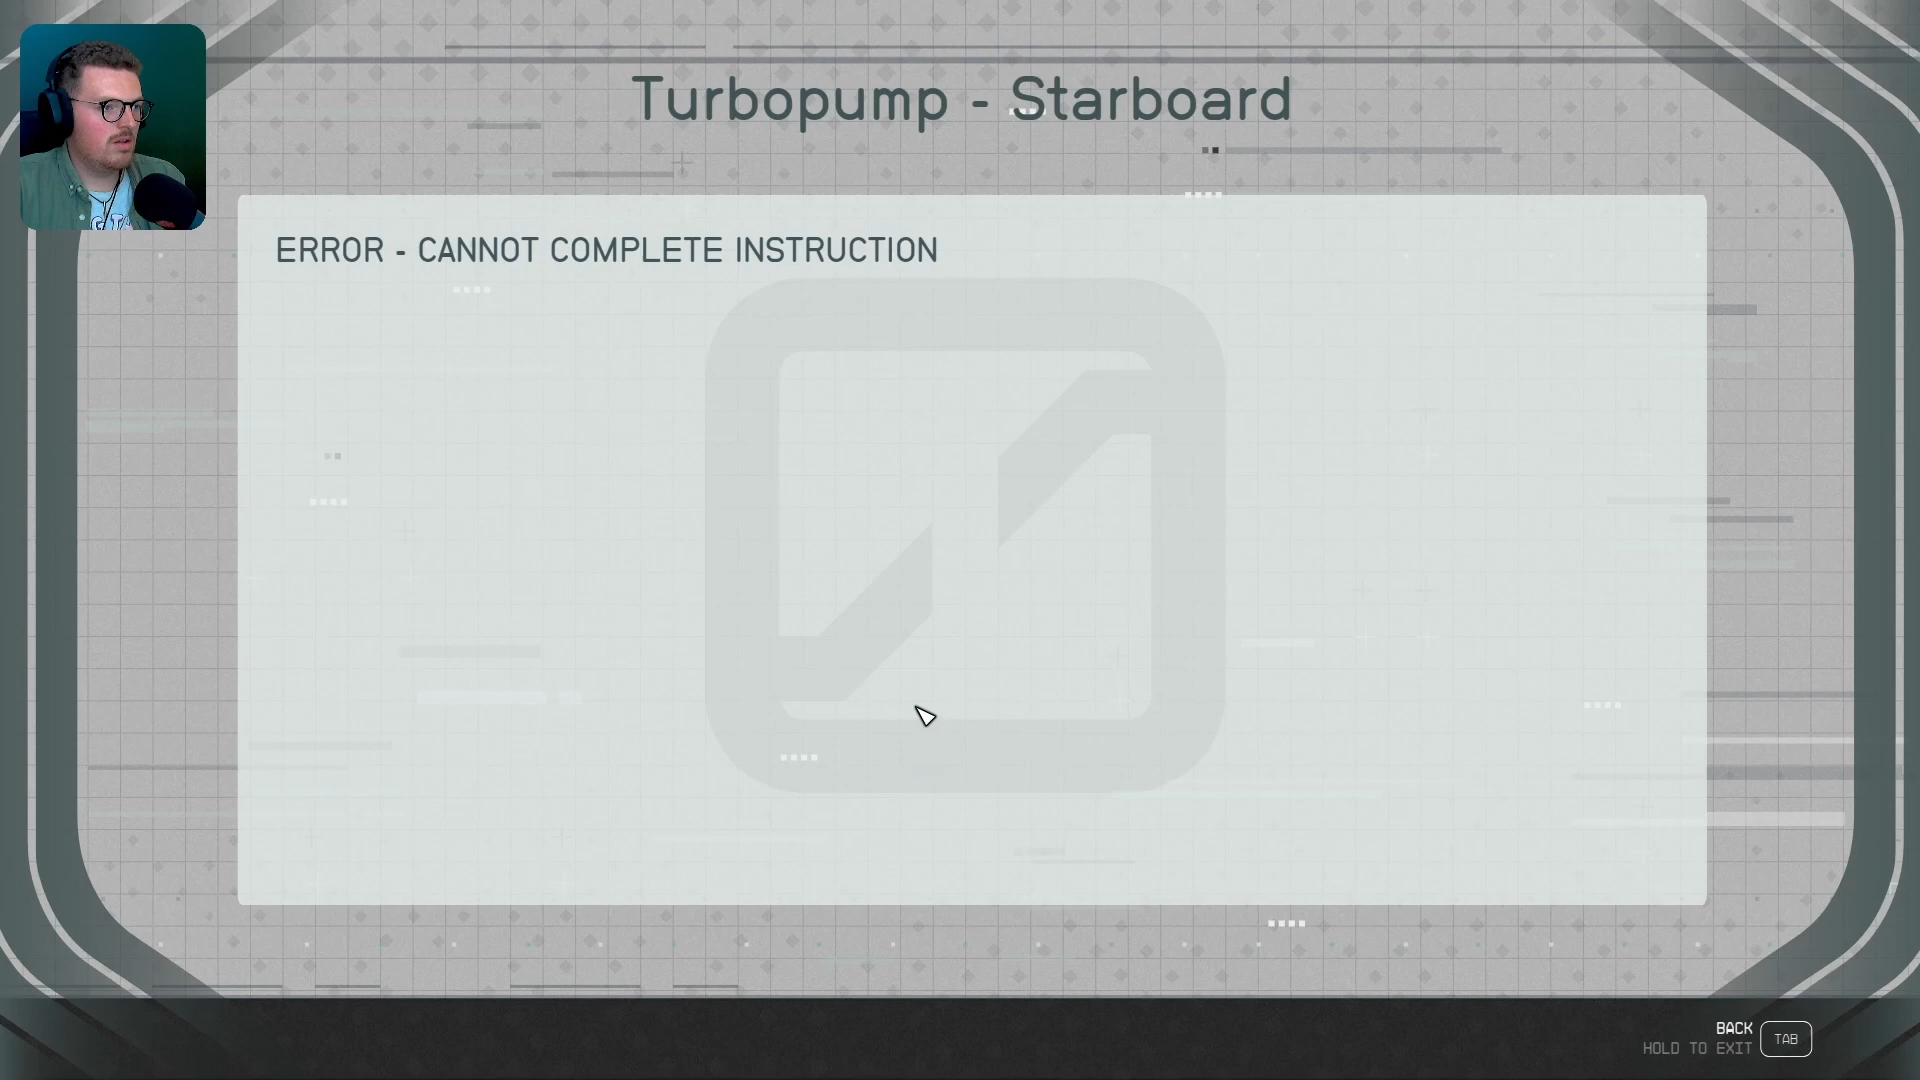 Turbopump - Starboard
ERROR - CANNOT COMPLETE INSTRUCTION
BACK
HOLD TO EXIT
TAB